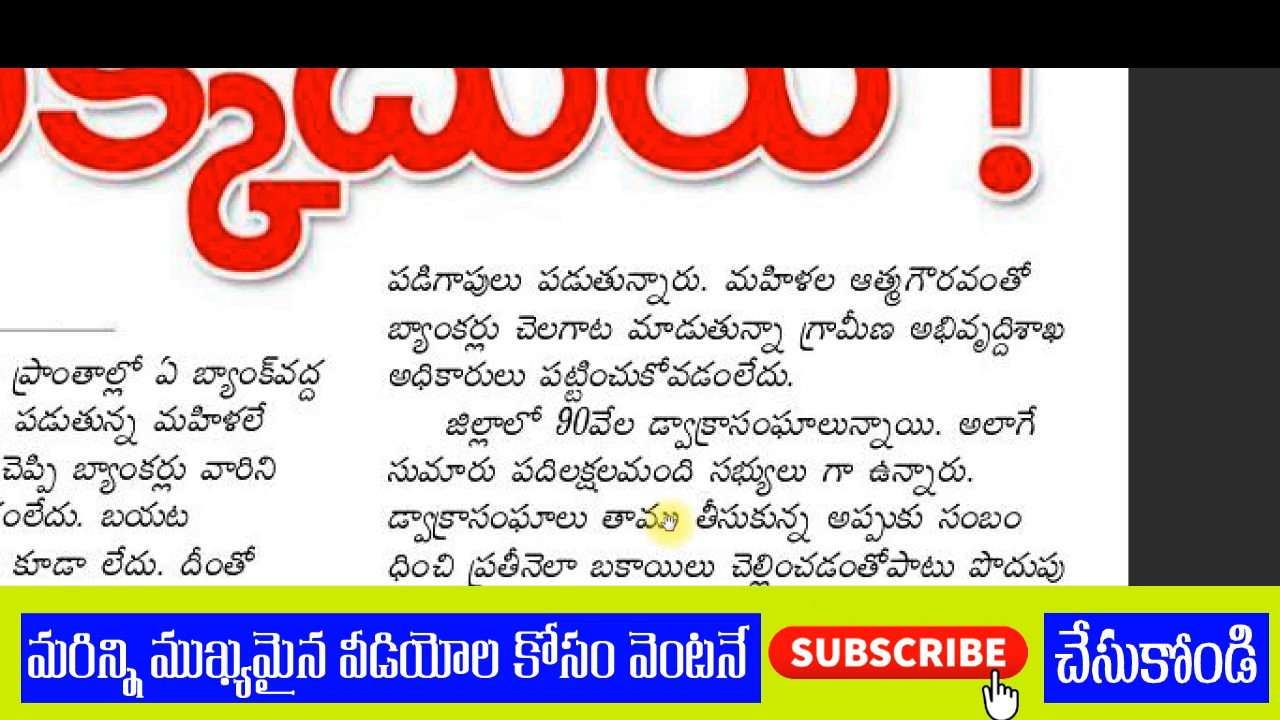 ప్రాంతాల్లో ఏ బ్యాంక్‌వద్ద
పడుతున్న మహిళలే
చెప్పి బ్యాంకర్లు వారిని
ంలేదు. బయట
కూడా లేదు. దీంతో
పడిగాపులు పడుతున్నారు. మహిళల ఆత్మగౌరవంతో
బ్యాంకర్లు చెలగాట మాడుతున్నా గ్రామీణ అభివృద్దిశాఖ
అధికారులు పట్టించుకోవడంలేదు.
జిల్లాలో 90వేల డ్వాక్రాసంఘాలున్నాయి. అలాగే
సుమారు పదిలక్షలమంది సభ్యులు గా ఉన్నారు.
డ్వాక్రాసంఘాలు తాము తీసుకున్న అప్పుకు సంబం
ధించి ప్రతీనెలా బకాయిలు చెల్లించడంతోపాటు పొదుపు
మరిన్ని ముఖ్యమైన వీడియోల కోసం వెంటనే SUBSCRIBE చేసుకోండి